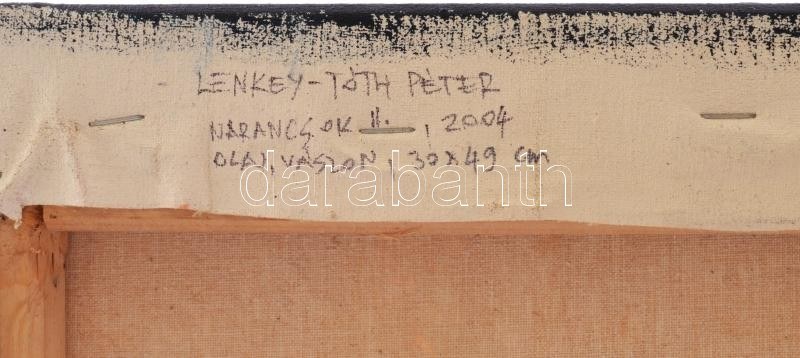 LENKEY-TÓTH PÉTER
NARANCSOK II., 2004
OLAJ, VÁSZON, 30x49 cm
darabanth